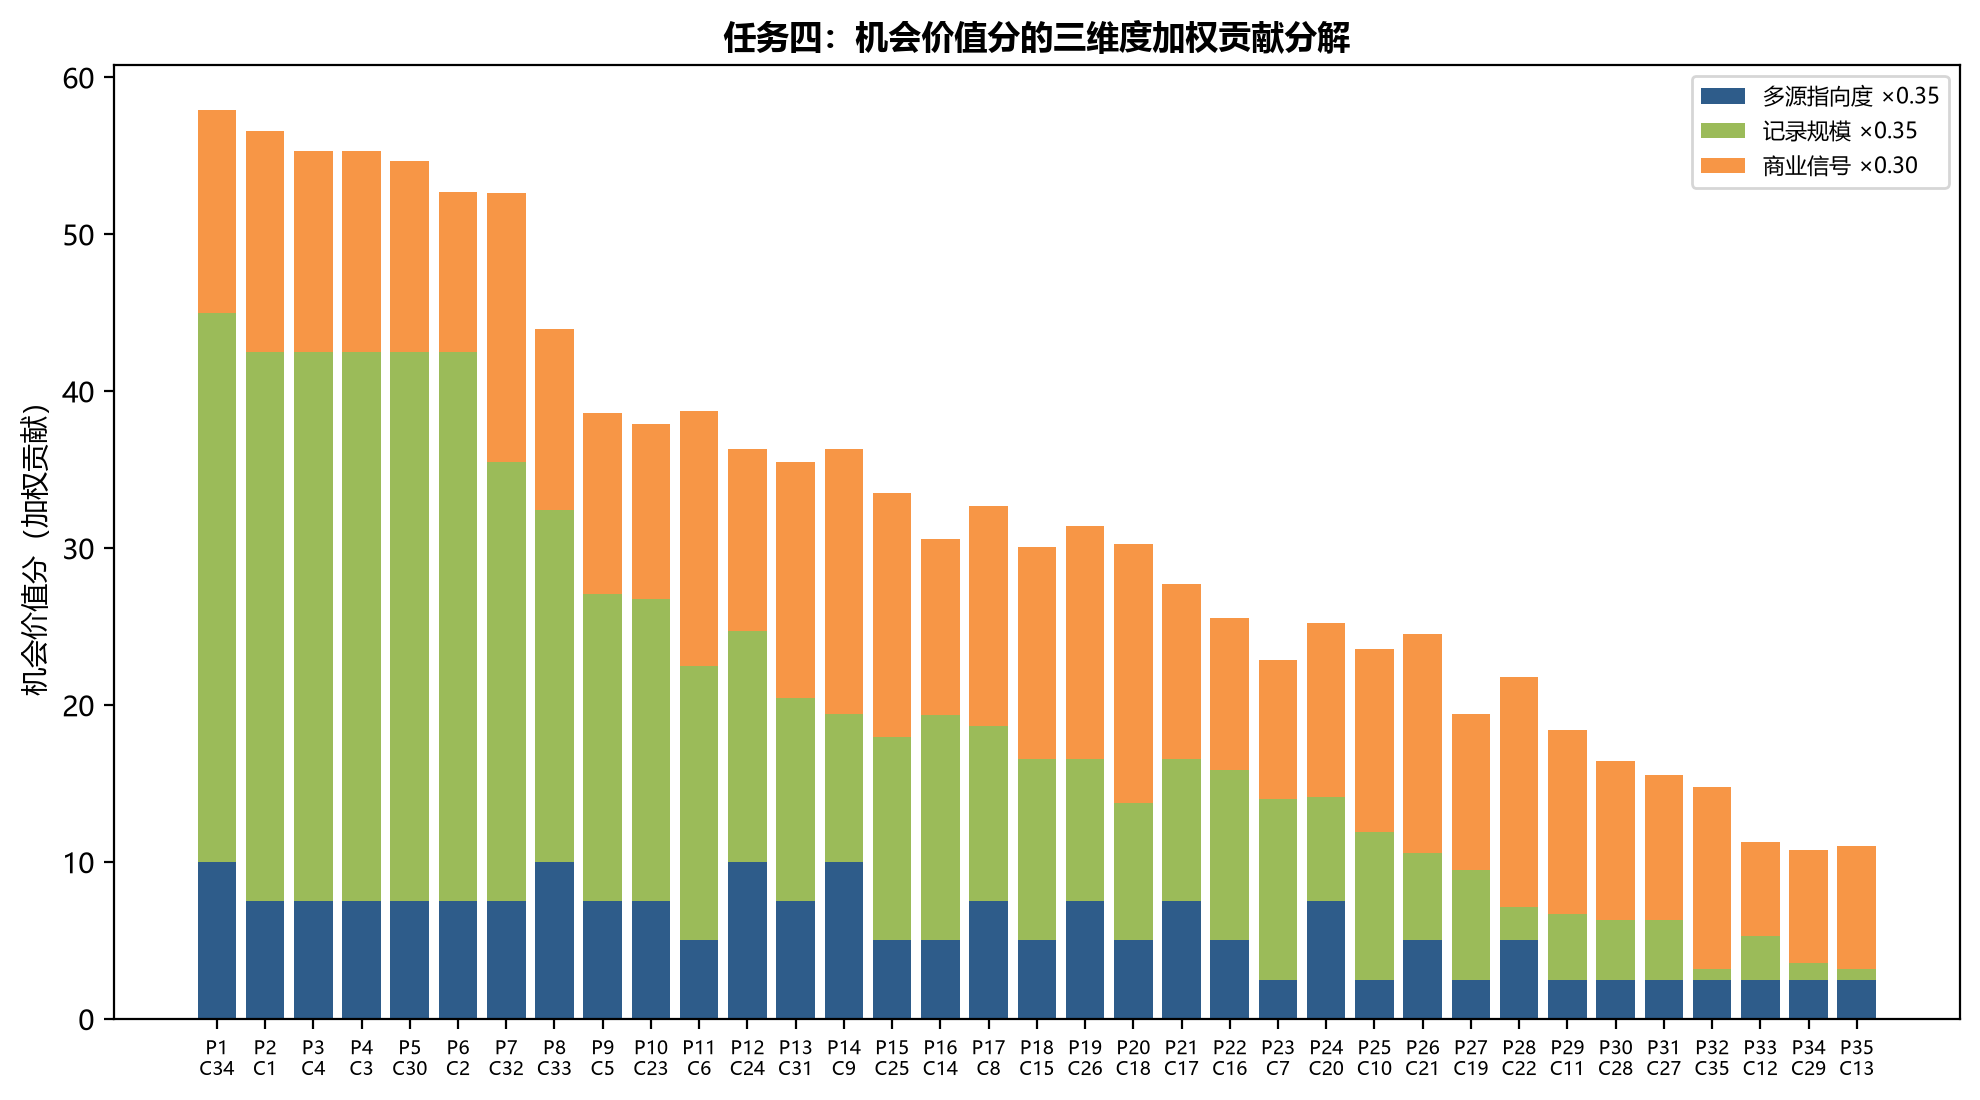 任务四：机会价值分的三维度加权贡献分解
多源指向度 ×0.35
记录规模 ×0.35
商业信号 ×0.30
机会价值分（加权贡献）
60
50
40
30
20
10
0
P1 P2 P3 P4 P5 P6 P7 P8 P9 P10 P11 P12 P13 P14 P15 P16 P17 P18 P19 P20 P21 P22 P23 P24 P25 P26 P27 P28 P29 P30 P31 P32 P33 P34 P35
C34 C1 C4 C3 C30 C2 C32 C33 C5 C23 C6 C24 C31 C9 C25 C14 C8 C15 C26 C18 C17 C16 C7 C20 C10 C21 C19 C22 C11 C28 C27 C35 C12 C29 C13